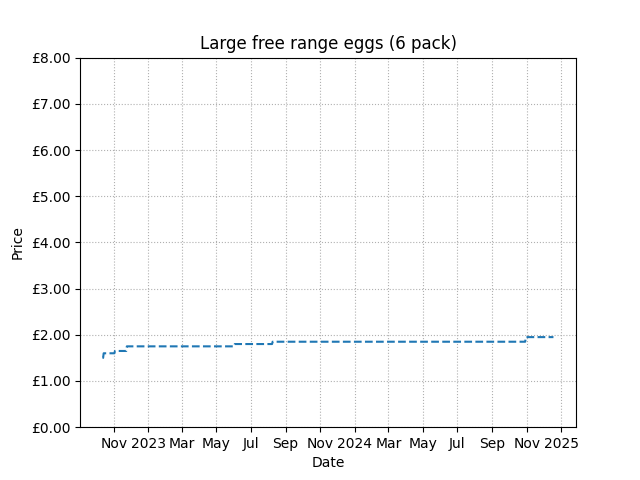 Large free range eggs (6 pack)
£8.00
£7.00
£6.00
£5.00
£4.00
£3.00
£2.00
£1.00
£0.00
Price
Nov 2023 Mar May Jul Sep Nov 2024 Mar May Jul Sep Nov 2025
Date